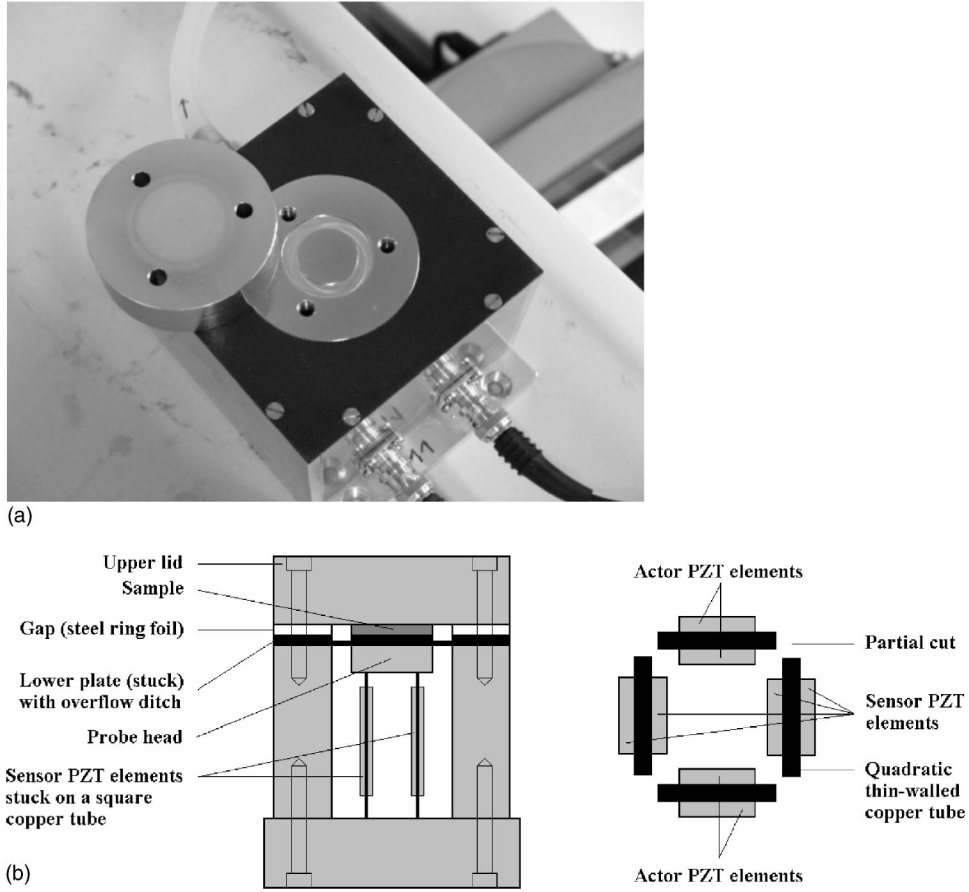 (a)
Upper lid
Sample
Gap (steel ring foil)
Lower plate (stuck)
with overflow ditch
Probe head
Sensor PZT elements
stuck on a square
copper tube
(b)
Actor PZT elements
Partial cut
Sensor PZT
elements
Quadratic
thin-walled
copper tube
Actor PZT elements